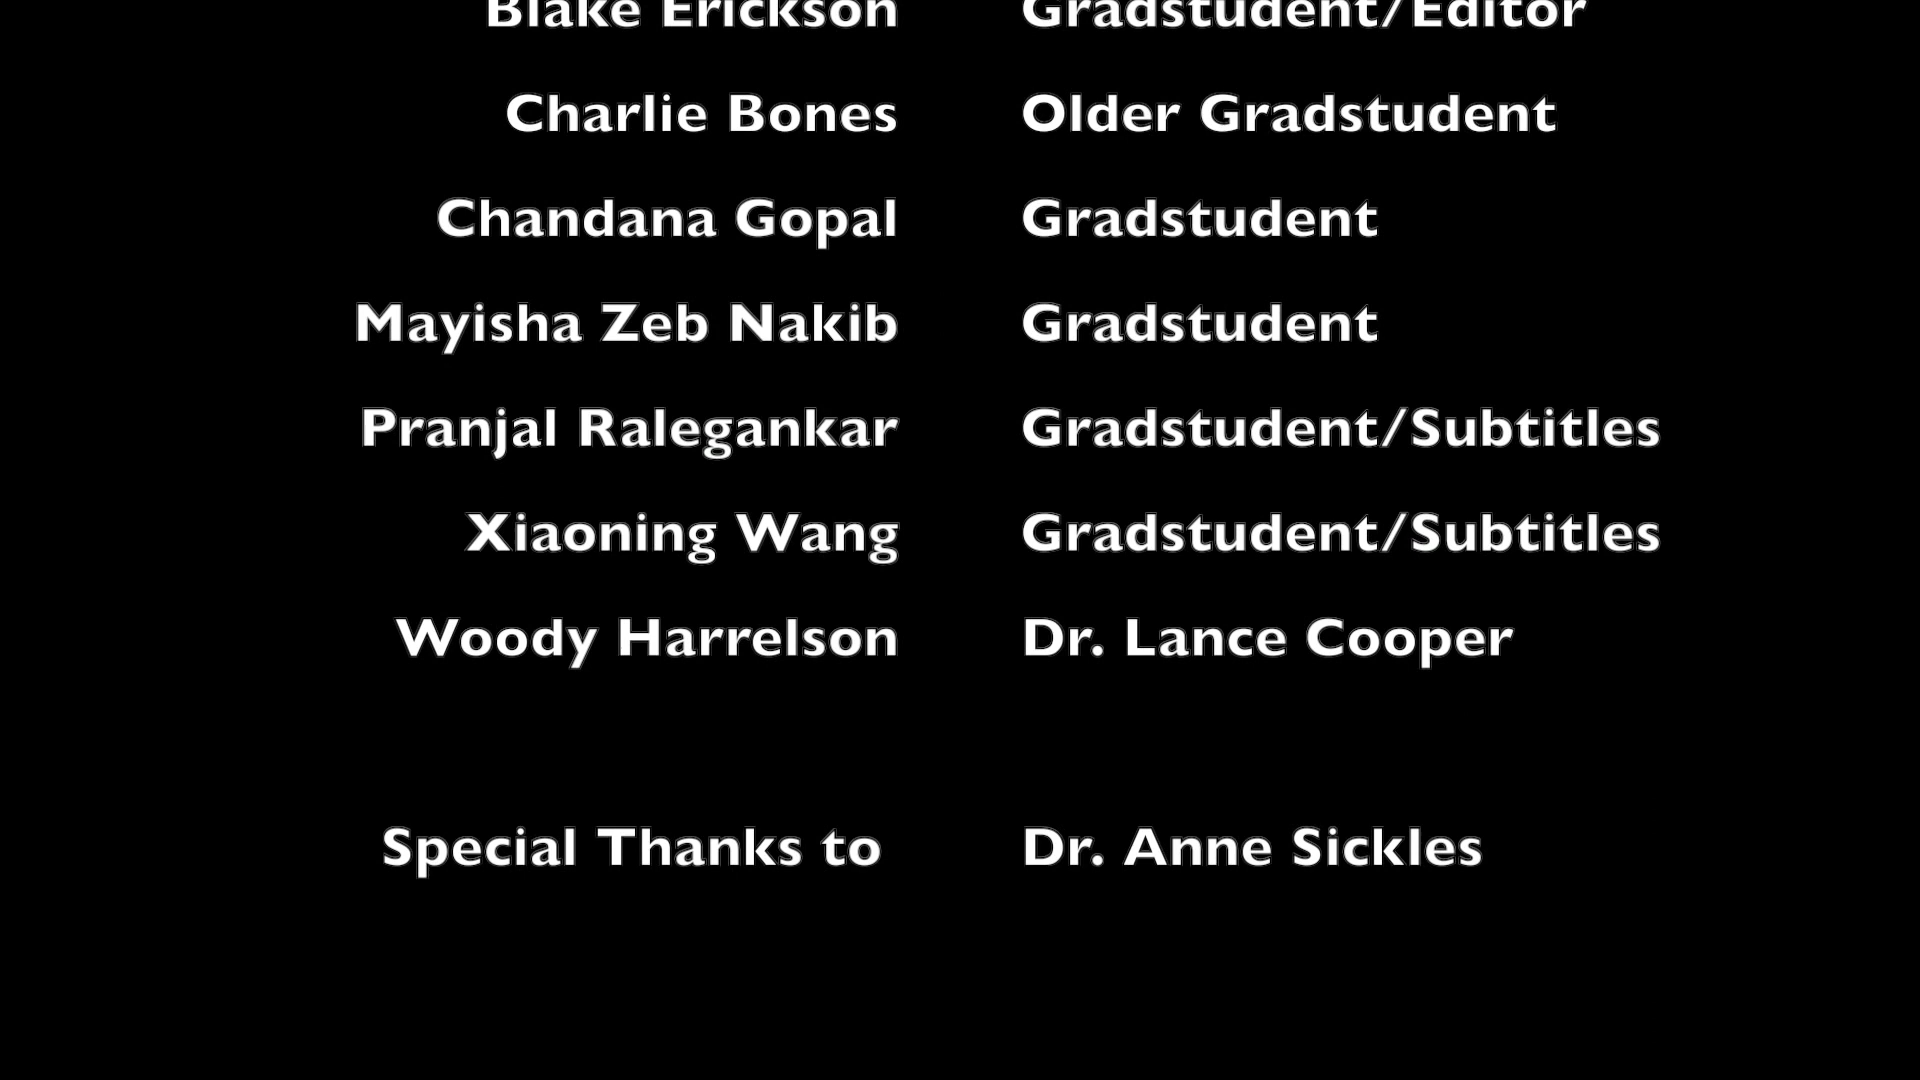 Blake Erickson Gradstudent/Editor
Charlie Bones Older Gradstudent
Chandana Gopal Gradstudent
Mayisha Zeb Nakib Gradstudent
Pranjal Ralegankar Gradstudent/Subtitles
Xiaoning Wang Gradstudent/Subtitles
Woody Harrelson Dr. Lance Cooper
Special Thanks to Dr. Anne Sickles